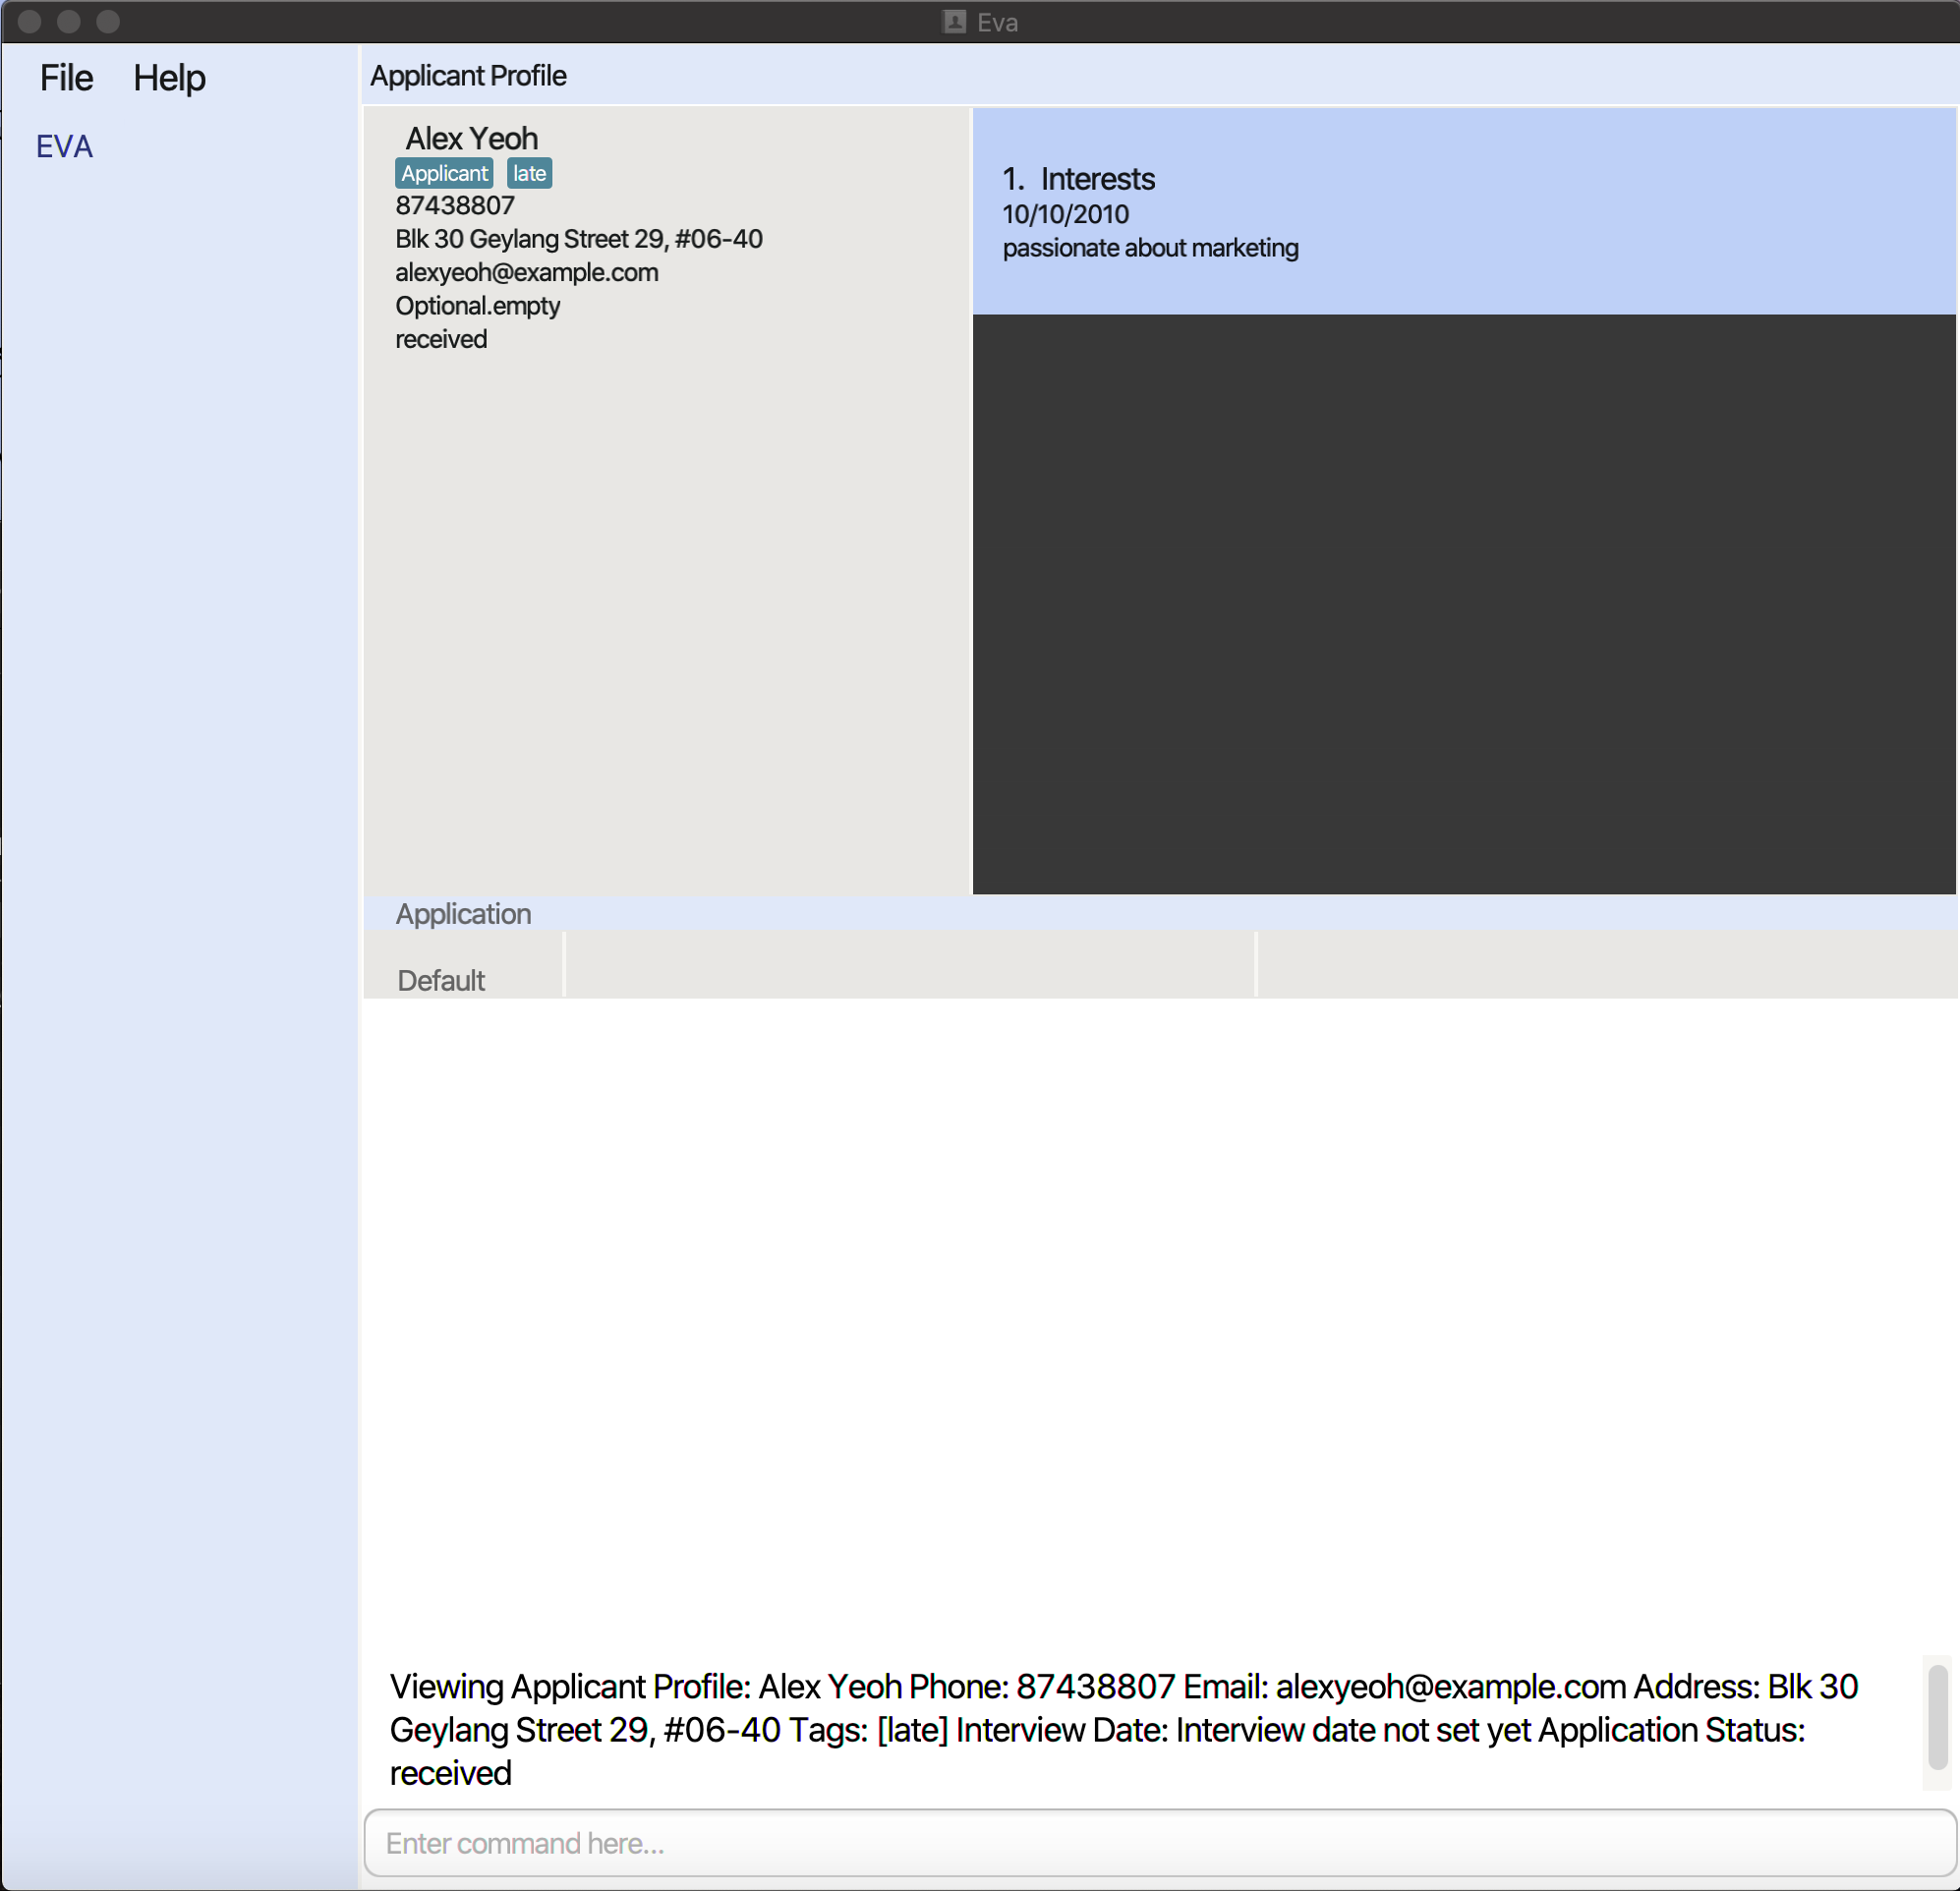 Eva
File Help
EVA
Applicant Profile
Alex Yeoh
Applicant late
87438807
Blk 30 Geylang Street 29, #06-40
alexyeoh@example.com
Optional.empty
received
1. Interests
10/10/2010
passionate about marketing
Application
Default
Viewing Applicant Profile: Alex Yeoh Phone: 87438807 Email: alexyeoh@example.com Address: Blk 30
Geylang Street 29, #06-40 Tags: [late] Interview Date: Interview date not set yet Application Status:
received
Enter command here...